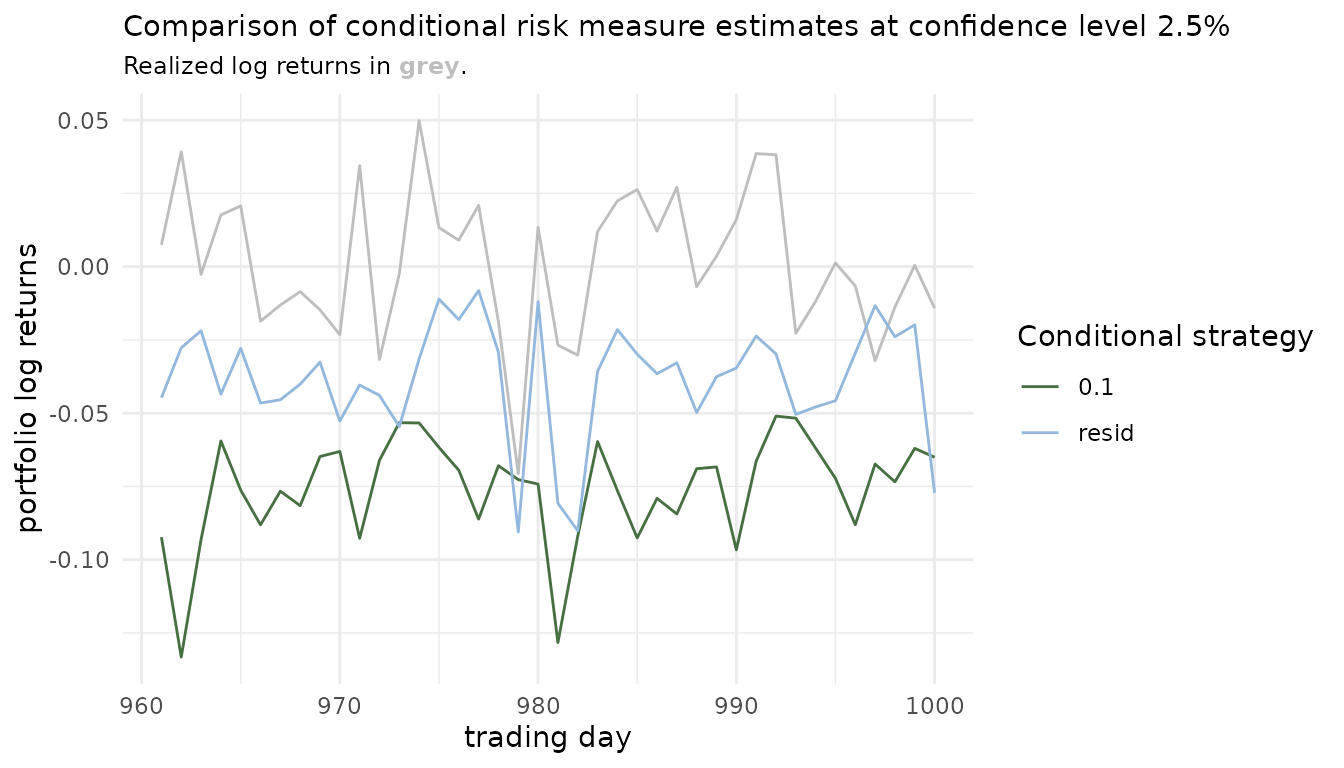 Comparison of conditional risk measure estimates at confidence level 2.5%
Realized log returns in grey.
portfolio log returns
0.05
0.00
-0.05
-0.10
960
970
980
990
1000
trading day
Conditional strategy
0.1
resid